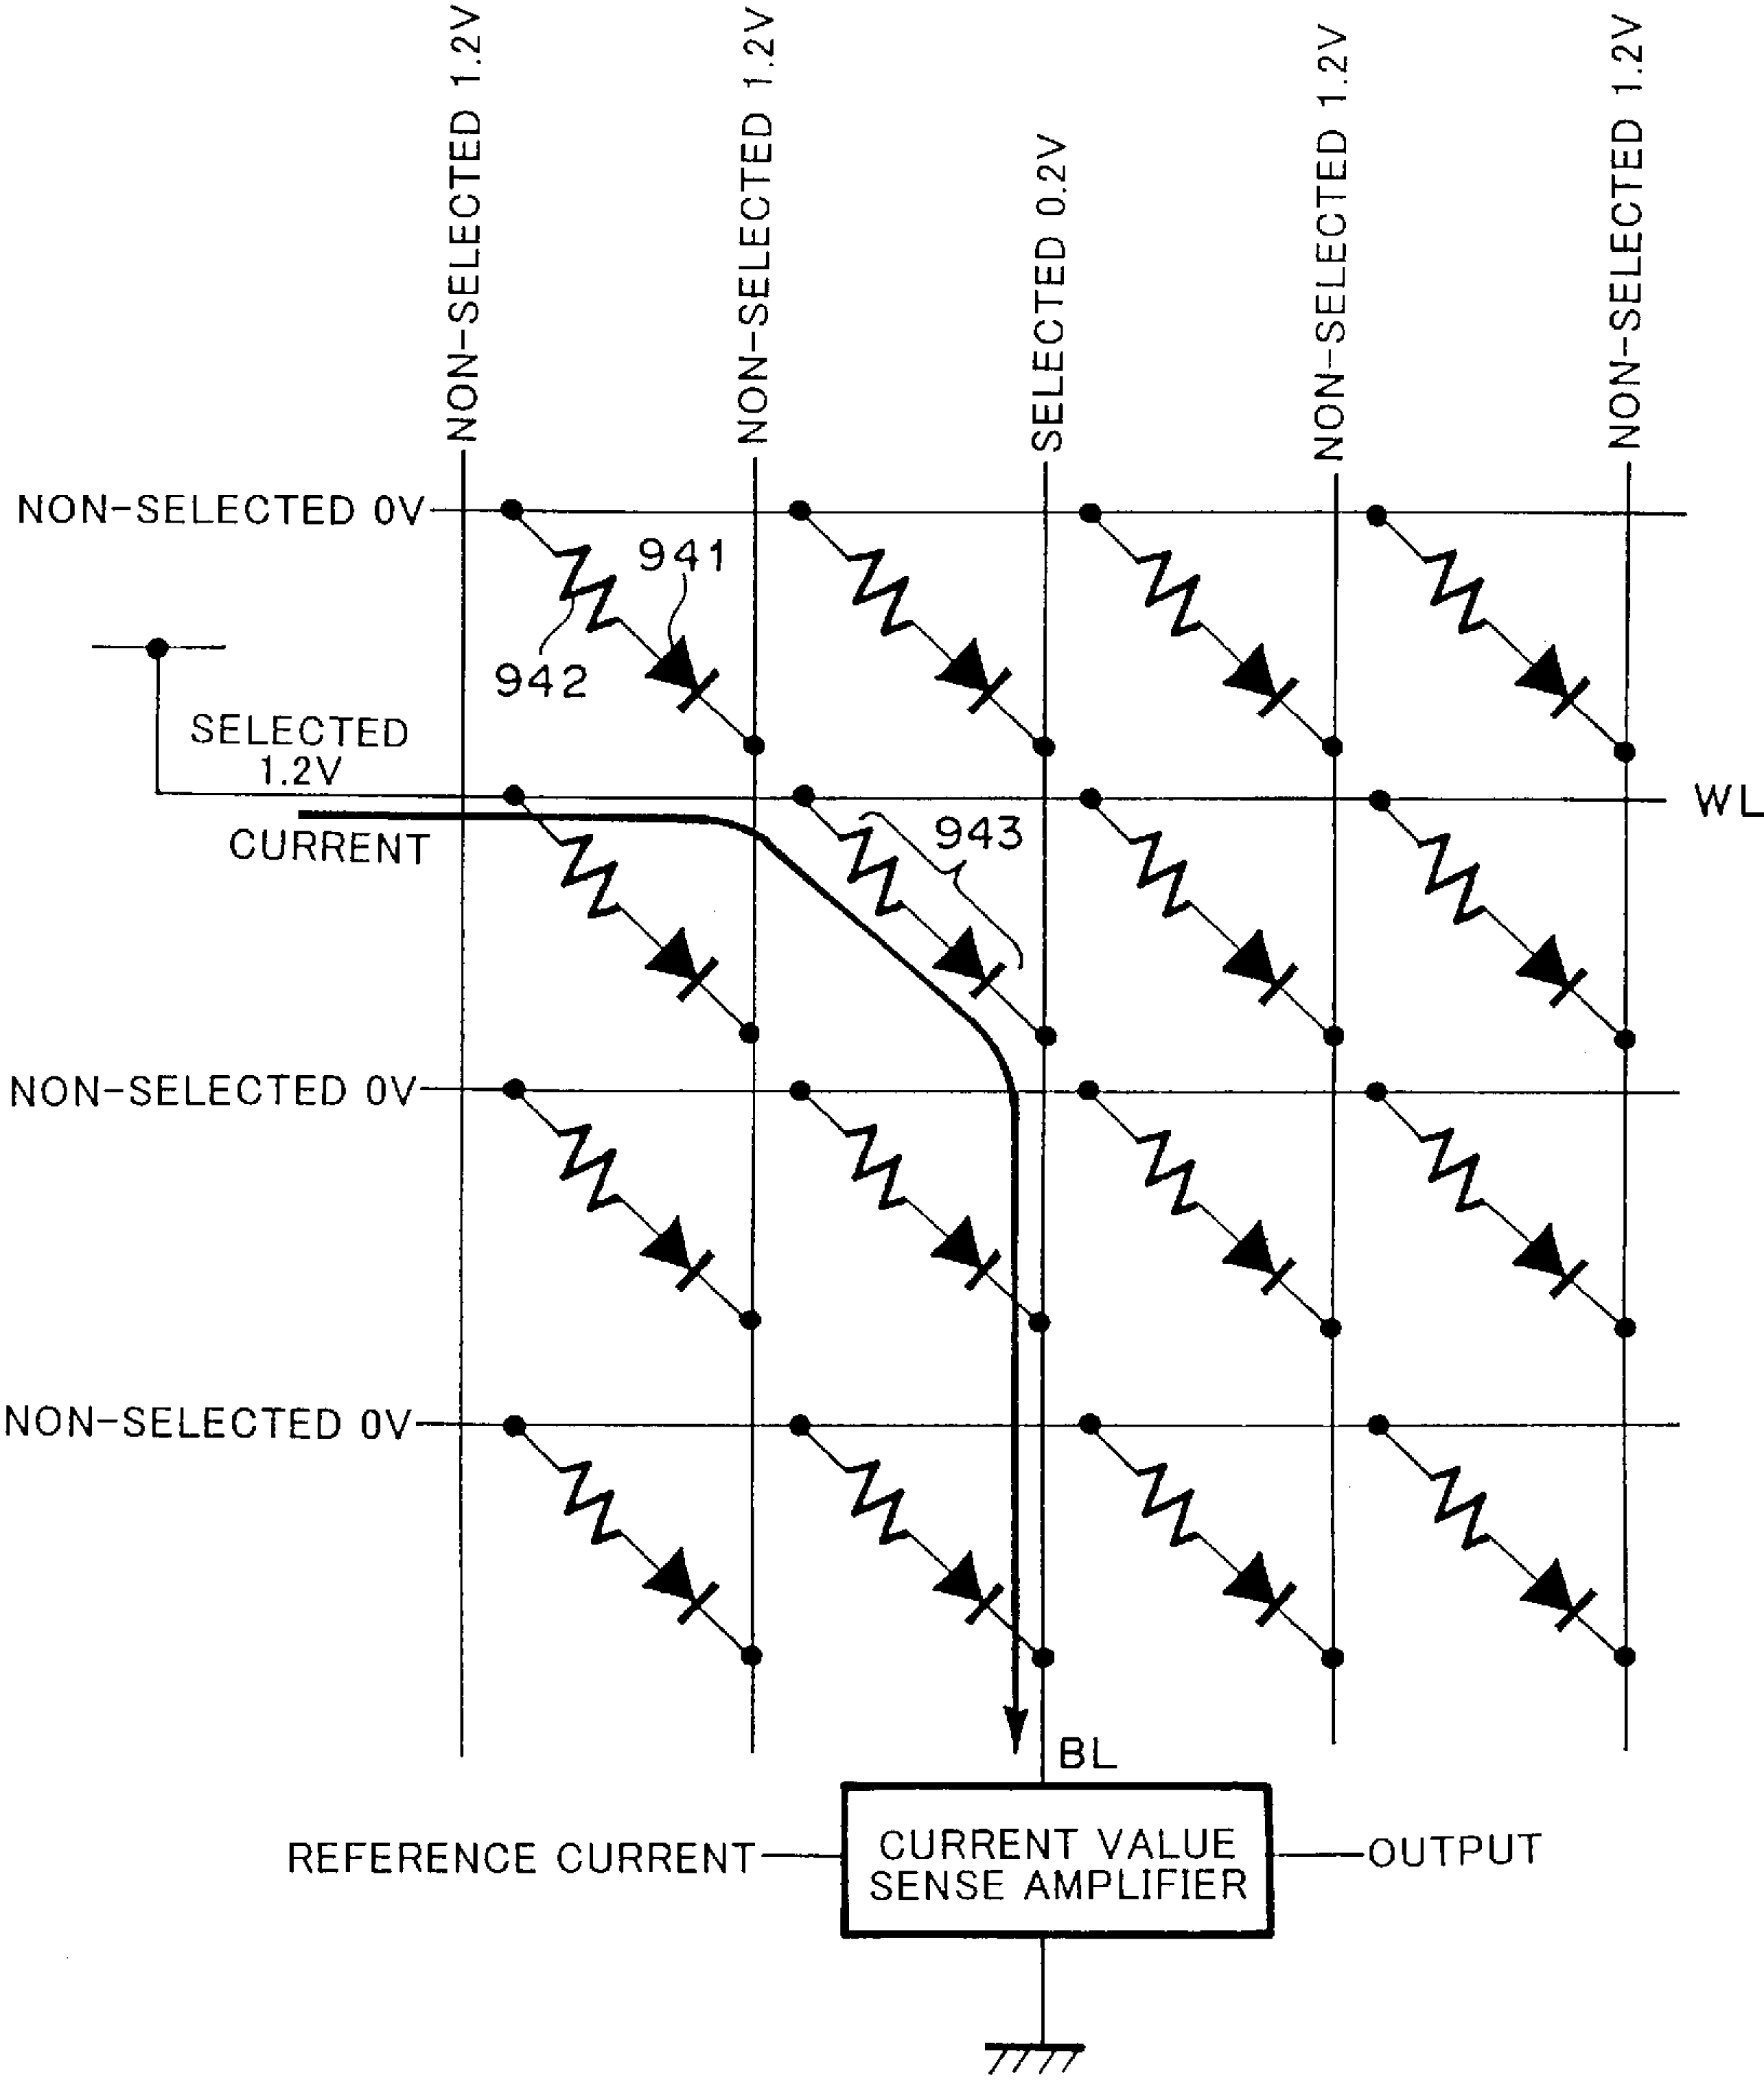 NON-SELECTED 1.2V
NON-SELECTED 1.2V
SELECTED 0.2V
NON-SELECTED 1.2V
NON-SELECTED 1.2V
NON-SELECTED 0V
941
942
SELECTED
1.2V
WL
CURRENT
943
NON-SELECTED 0V
NON-SELECTED 0V
BL
REFERENCE CURRENT
CURRENT VALUE
SENSE AMPLIFIER
OUTPUT